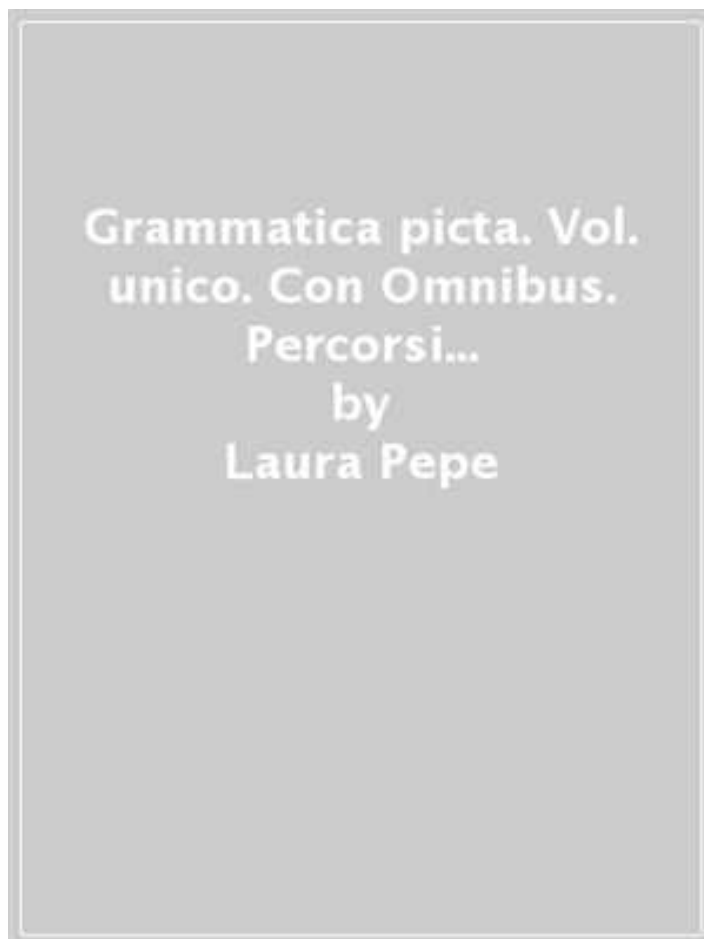 Grammatica picta. Vol.
unico. Con Omnibus.
Percorsi...
by
Laura Pepe